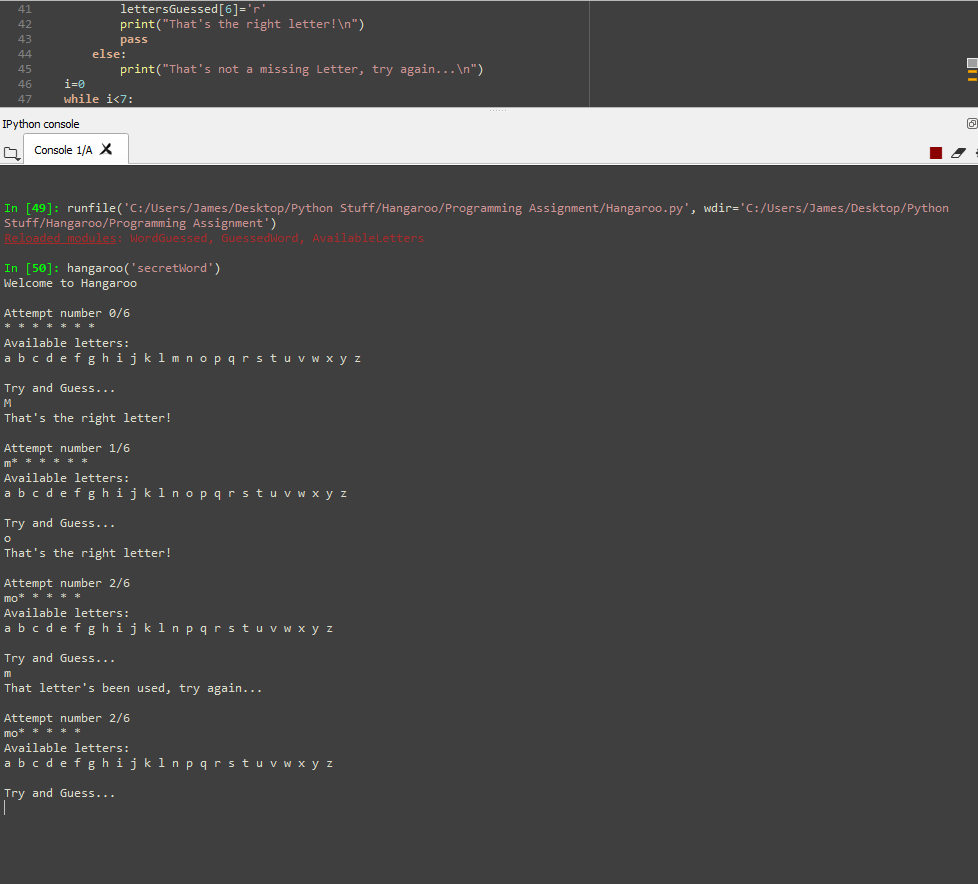 41 lettersGuessed[6]='r'
42 print("That's the right letter!\n")
43 pass
44 else:
45 print("That's not a missing Letter, try again...\n")
46 i=0
47 while i<7:
IPython console
Console 1/A
In [49]: runfile('C:/Users/James/Desktop/Python Stuff/Hangaroo/Programming Assignment/Hangaroo.py', wdir='C:/Users/James/Desktop/Python
Stuff/Hangaroo/Programming Assignment')
Reloaded modules: WordGuessed, GuessedWord, AvailableLetters
In [50]: hangaroo('secretWord')
Welcome to Hangaroo
Attempt number 0/6
* * * * * * *
Available letters:
a b c d e f g h i j k l m n o p q r s t u v w x y z
Try and Guess...
M
That's the right letter!
Attempt number 1/6
m* * * * * *
Available letters:
a b c d e f g h i j k l n o p q r s t u v w x y z
Try and Guess...
o
That's the right letter!
Attempt number 2/6
mo* * * * *
Available letters:
a b c d e f g h i j k l n p q r s t u v w x y z
Try and Guess...
m
That letter's been used, try again...
Attempt number 2/6
mo* * * * *
Available letters:
a b c d e f g h i j k l n p q r s t u v w x y z
Try and Guess...